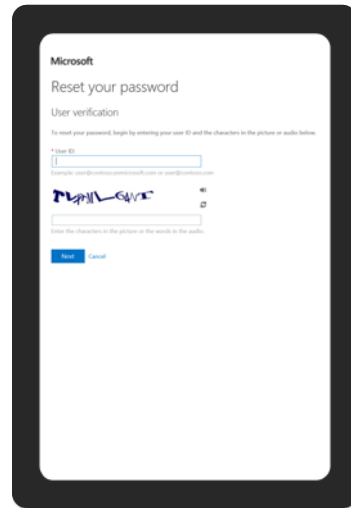 Microsoft
Reset your password
User verification
To reset your password, begin by entering your user ID and the characters in the picture or audio below.
* User ID:
Example: user@contoso.onmicrosoft.com or user@contoso.com
Enter the characters in the picture or the words in the audio.
Next Cancel